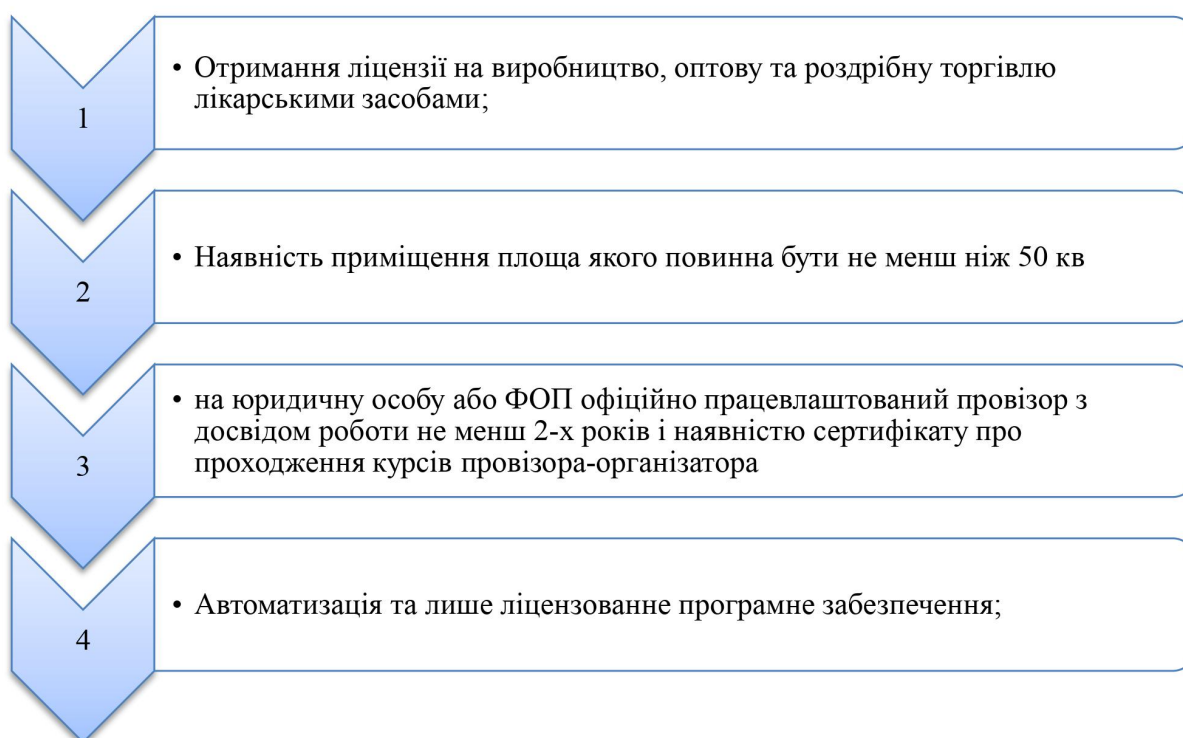 1
• Отримання ліцензії на виробництво, оптову та роздрібну торгівлю
лікарськими засобами;
2
• Наявність приміщення площа якого повинна бути не менш ніж 50 кв
3
• на юридичну особу або ФОП офіційно працевлаштований провізор з
досвідом роботи не менш 2-х років і наявністю сертифікату про
проходження курсів провізора-організатора
4
• Автоматизація та лише ліцензованне програмне забезпечення;